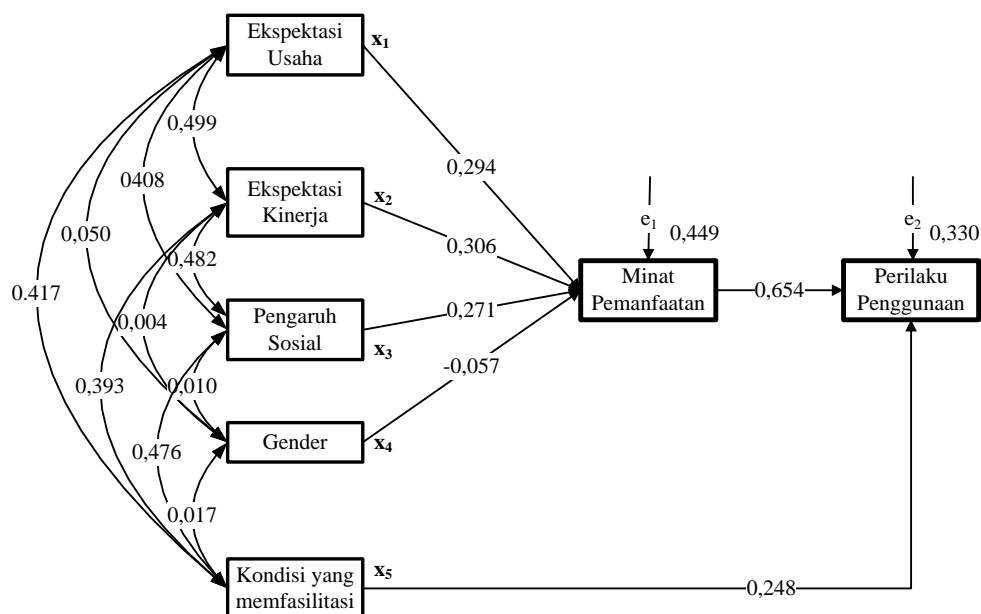 Ekspektasi
Usaha
x1
0,499
0408
0,294
Ekspektasi
Kinerja
x2
0,050
0,482
0,306
e1
0,449
e2
0,330
0.417
Minat
Pemanfaatan
0,654
Perilaku
Penggunaan
0,004
Pengaruh
Sosial
x3
0,271
0,393
0,010
-0,057
Gender
x4
0,476
0,017
Kondisi yang
memfasilitasi
x5
0,248